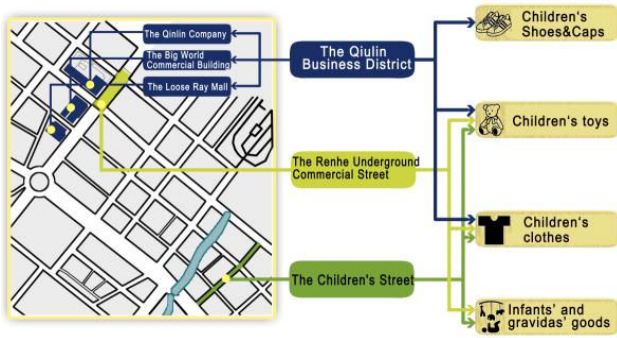 The Qinlin Company
The Big World
Commercial Building
The Loose Ray Mall
The Qiulin
Business District
The Renhe Underground
Commercial Street
The Children's Street
Children's
Shoes&Caps
Children's toys
Children's
clothes
Infants' and
gravidas' goods